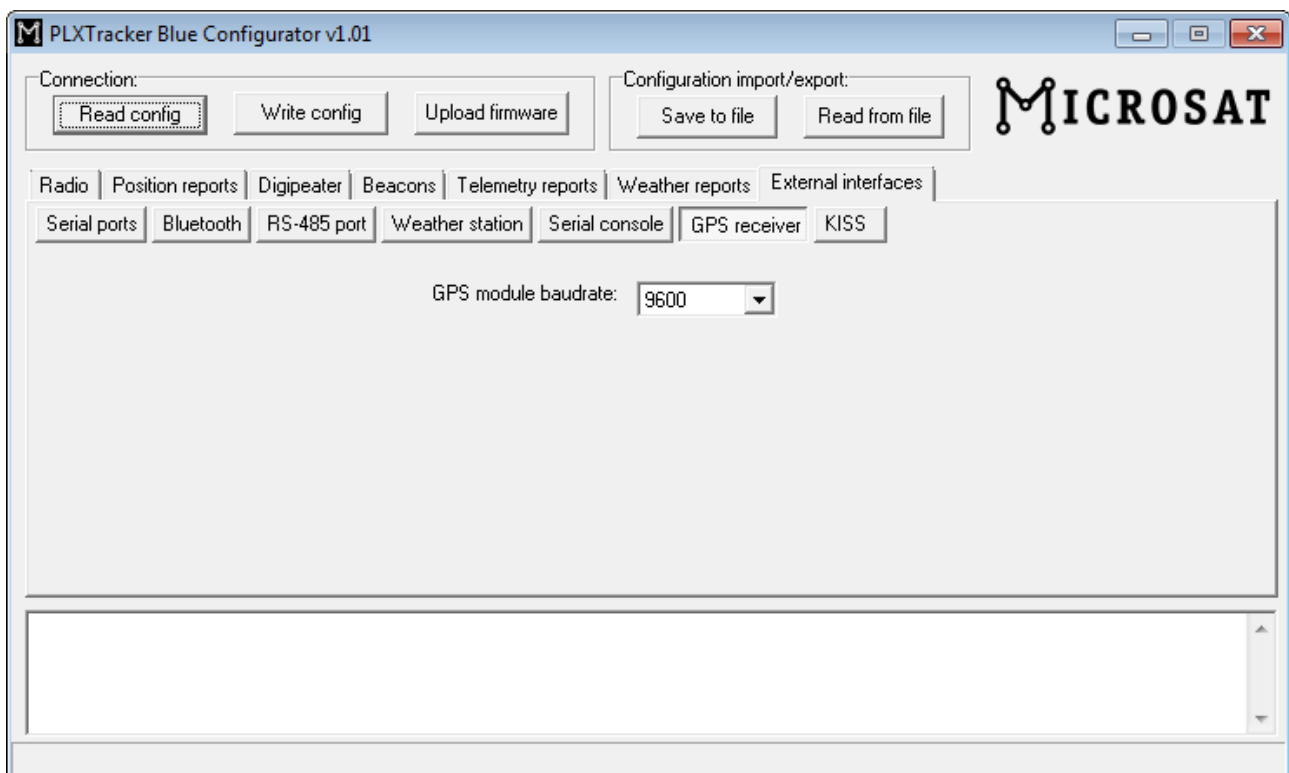 PLXTracker Blue Configurator v1.01
Connection:
Configuration import/export:
Read config Write config Upload firmware Save to file Read from file
MICROSAT
Radio Position reports Digipeater Beacons Telemetry reports Weather reports External interfaces
Serial ports Bluetooth RS-485 port Weather station Serial console GPS receiver KISS
GPS module baudrate: 9600